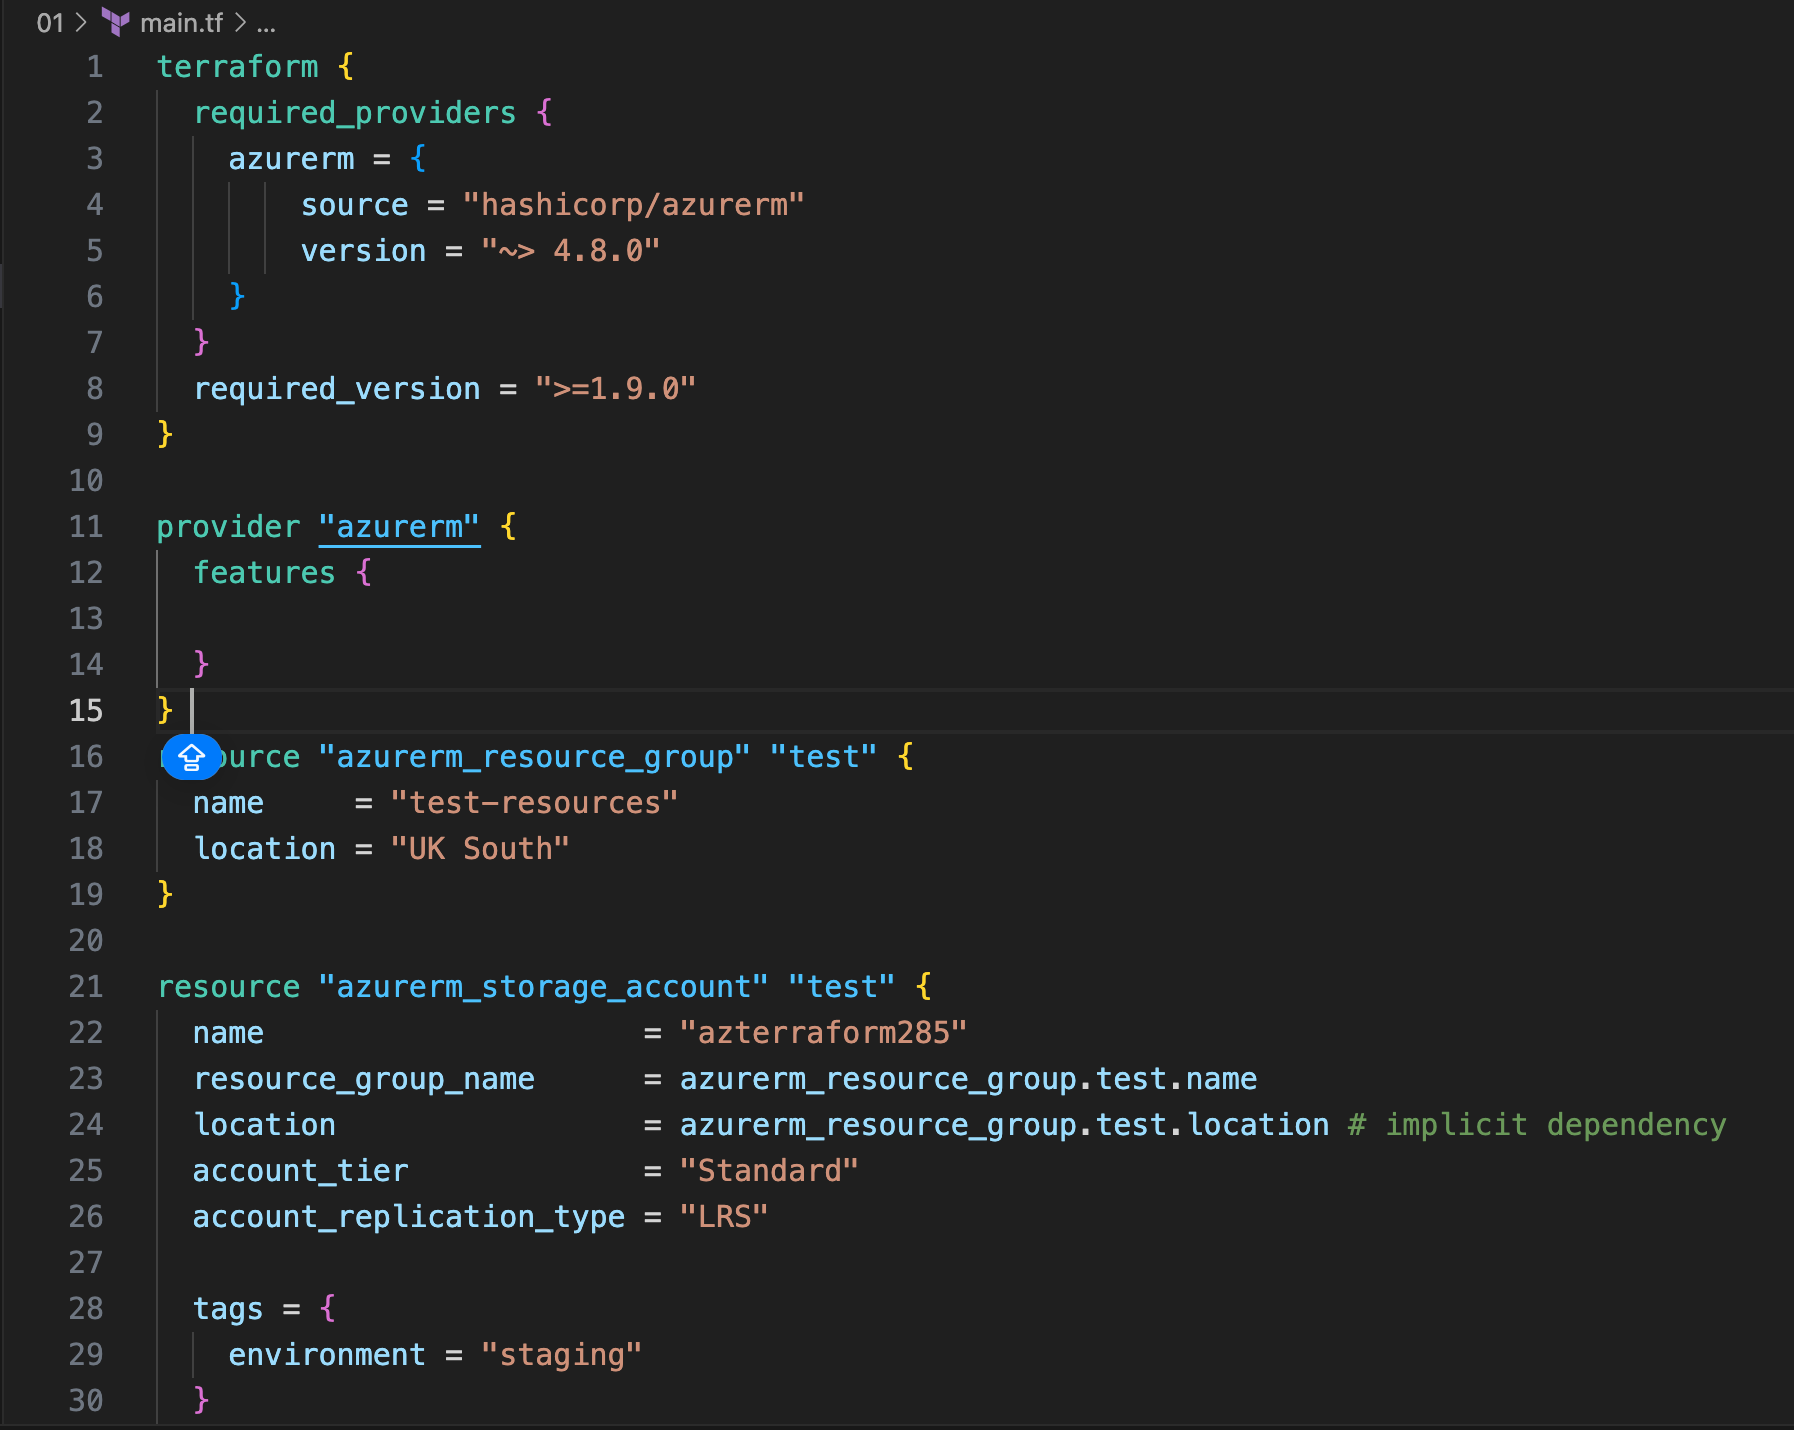 01 > main.tf > ...
1 terraform {
2   required_providers {
3     azurerm = {
4         source = "hashicorp/azurerm"
5         version = "~> 4.8.0"
6     }
7   }
8   required_version = ">=1.9.0"
9 }
10
11 provider "azurerm" {
12   features {
13
14   }
15 }
16 ource "azurerm_resource_group" "test" {
17   name     = "test-resources"
18   location = "UK South"
19 }
20
21 resource "azurerm_storage_account" "test" {
22   name                     = "azterraform285"
23   resource_group_name      = azurerm_resource_group.test.name
24   location                 = azurerm_resource_group.test.location # implicit dependency
25   account_tier             = "Standard"
26   account_replication_type = "LRS"
27
28   tags = {
29     environment = "staging"
30   }